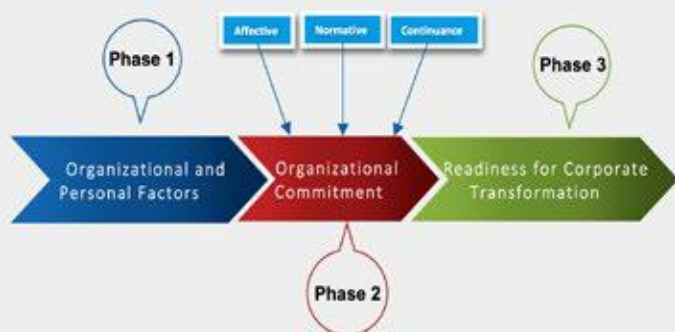 Affective Normative Continuance
Phase 1
Phase 3
Organizational and
Personal Factors
Organizational
Commitment
Readiness for Corporate
Transformation
Phase 2